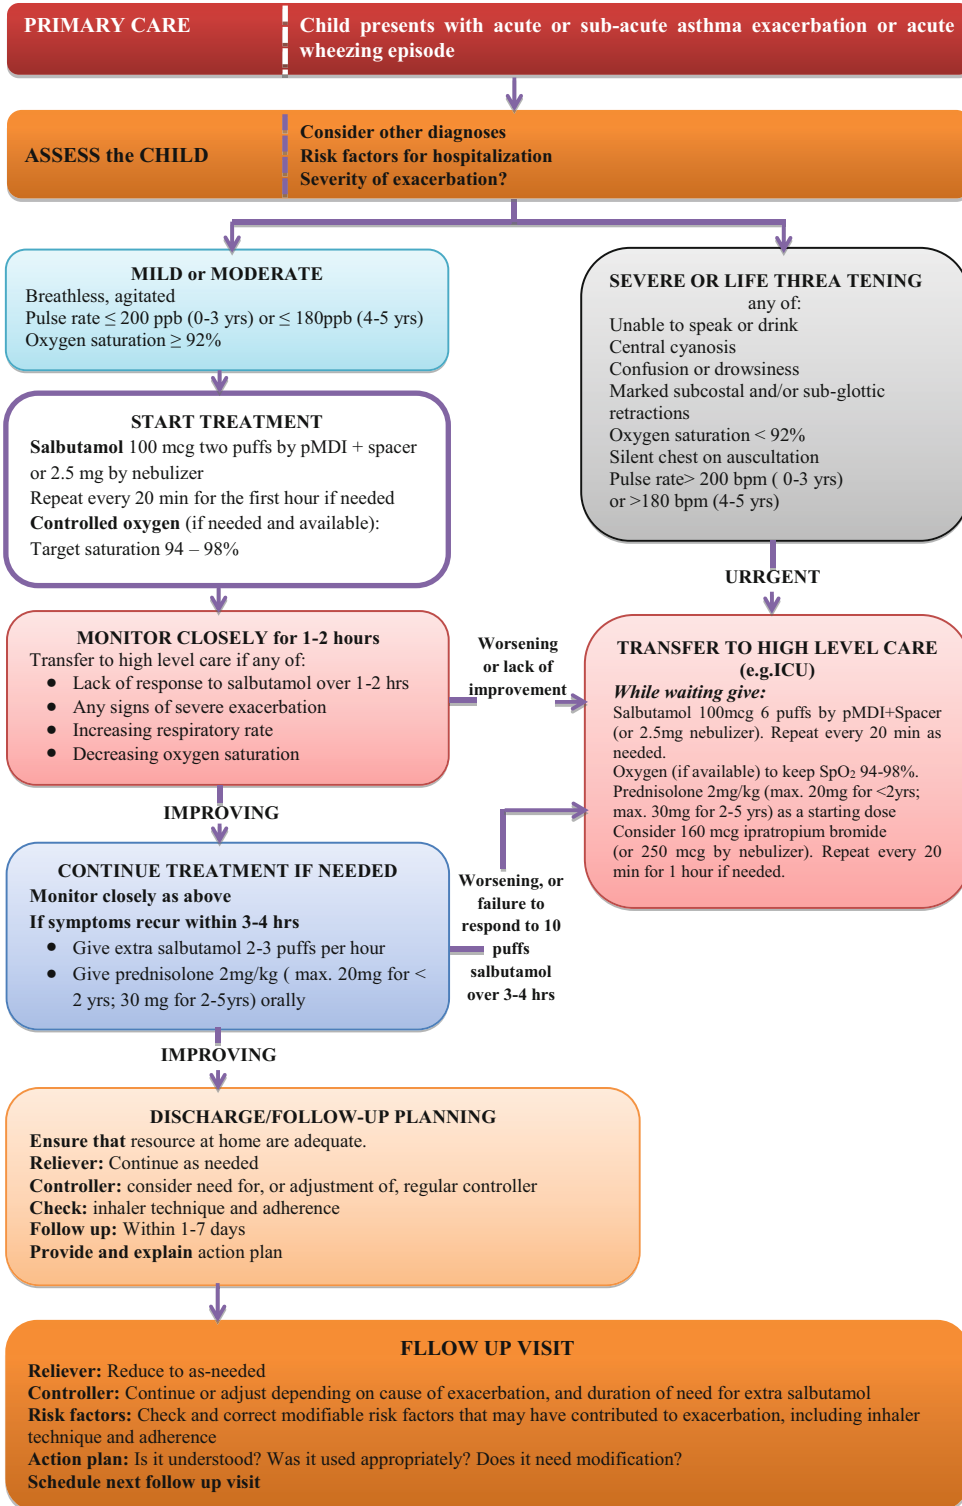 PRIMARY CARE
Child presents with acute or sub-acute asthma exacerbation or acute
wheezing episode
ASSESS the CHILD
Consider other diagnoses
Risk factors for hospitalization
Severity of exacerbation?
MILD or MODERATE
Breathless, agitated
Pulse rate ≤ 200 ppb (0-3 yrs) or ≤ 180ppb (4-5 yrs)
Oxygen saturation ≥ 92%
SEVERE OR LIFE THREA TENING
any of:
Unable to speak or drink
Central cyanosis
Confusion or drowsiness
Marked subcostal and/or sub-glottic
retractions
Oxygen saturation < 92%
Silent chest on auscultation
Pulse rate> 200 bpm ( 0-3 yrs)
or >180 bpm (4-5 yrs)
START TREATMENT
Salbutamol 100 mcg two puffs by pMDI + spacer
or 2.5 mg by nebulizer
Repeat every 20 min for the first hour if needed
Controlled oxygen (if needed and available):
Target saturation 94 – 98%
URRGENT
MONITOR CLOSELY for 1-2 hours
Transfer to high level care if any of:
● Lack of response to salbutamol over 1-2 hrs
● Any signs of severe exacerbation
● Increasing respiratory rate
● Decreasing oxygen saturation
Worsening
or lack of
improvement
TRANSFER TO HIGH LEVEL CARE
(e.g.ICU)
While waiting give:
Salbutamol 100mcg 6 puffs by pMDI+Spacer
(or 2.5mg nebulizer). Repeat every 20 min as
needed.
Oxygen (if available) to keep SpO₂ 94-98%.
Prednisolone 2mg/kg (max. 20mg for <2yrs;
max. 30mg for 2-5 yrs) as a starting dose
Consider 160 mcg ipratropium bromide
(or 250 mcg by nebulizer). Repeat every 20
min for 1 hour if needed.
IMPROVING
CONTINUE TREATMENT IF NEEDED
Monitor closely as above
If symptoms recur within 3-4 hrs
● Give extra salbutamol 2-3 puffs per hour
● Give prednisolone 2mg/kg ( max. 20mg for <
2 yrs; 30 mg for 2-5yrs) orally
Worsening, or
failure to
respond to 10
puffs
salbutamol
over 3-4 hrs
IMPROVING
DISCHARGE/FOLLOW-UP PLANNING
Ensure that resource at home are adequate.
Reliever: Continue as needed
Controller: consider need for, or adjustment of, regular controller
Check: inhaler technique and adherence
Follow up: Within 1-7 days
Provide and explain action plan
FLLOW UP VISIT
Reliever: Reduce to as-needed
Controller: Continue or adjust depending on cause of exacerbation, and duration of need for extra salbutamol
Risk factors: Check and correct modifiable risk factors that may have contributed to exacerbation, including inhaler
technique and adherence
Action plan: Is it understood? Was it used appropriately? Does it need modification?
Schedule next follow up visit